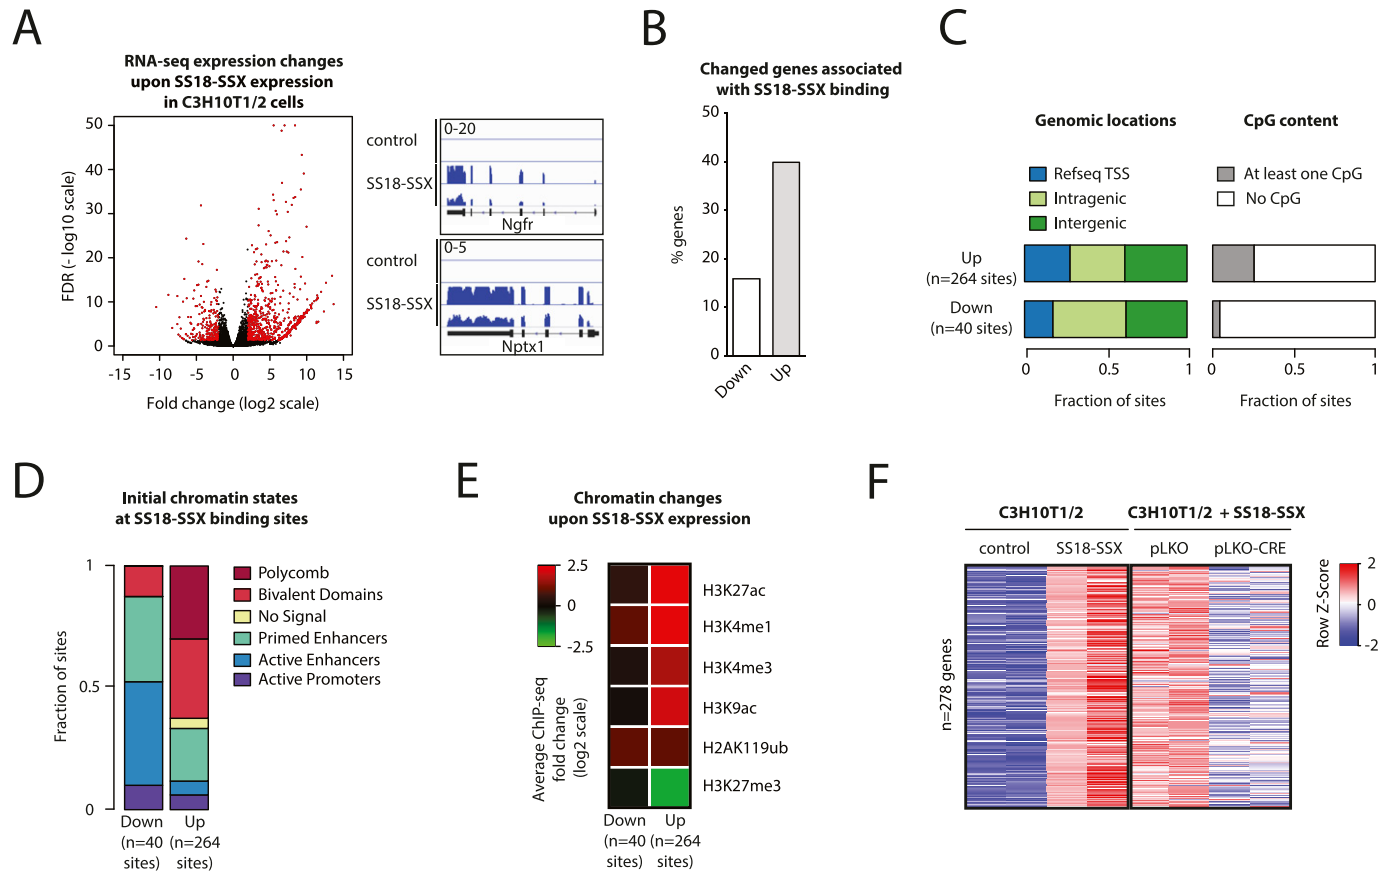 A
RNA-seq expression changes
upon SS18-SSX expression
in C3H10T1/2 cells
FDR (- log10 scale)
50
40
30
20
10
0
-15
-10
-5
0
5
10
15
Fold change (log2 scale)
control
SS18-SSX
0-20
Ngfr
control
SS18-SSX
0-5
Nptx1
B
Changed genes associated
with SS18-SSX binding
% genes
50
40
30
20
10
0
Down
Up
C
Genomic locations
Refseq TSS
Intragenic
Intergenic
CpG content
At least one CpG
No CpG
Up
(n=264 sites)
Down
(n=40 sites)
0
0.5
1
Fraction of sites
0
0.5
1
Fraction of sites
D
Initial chromatin states
at SS18-SSX binding sites
Fraction of sites
1
0.5
0
Polycomb
Bivalent Domains
No Signal
Primed Enhancers
Active Enhancers
Active Promoters
Down
(n=40
sites)
Up
(n=264
sites)
E
Chromatin changes
upon SS18-SSX expression
2.5
0
-2.5
Average ChIP-seq
fold change
(log2 scale)
H3K27ac
H3K4me1
H3K4me3
H3K9ac
H2AK119ub
H3K27me3
Down
(n=40
sites)
Up
(n=264
sites)
F
C3H10T1/2
C3H10T1/2 + SS18-SSX
control
SS18-SSX
pLKO
pLKO-CRE
n=278 genes
Row Z-Score
2
0
-2